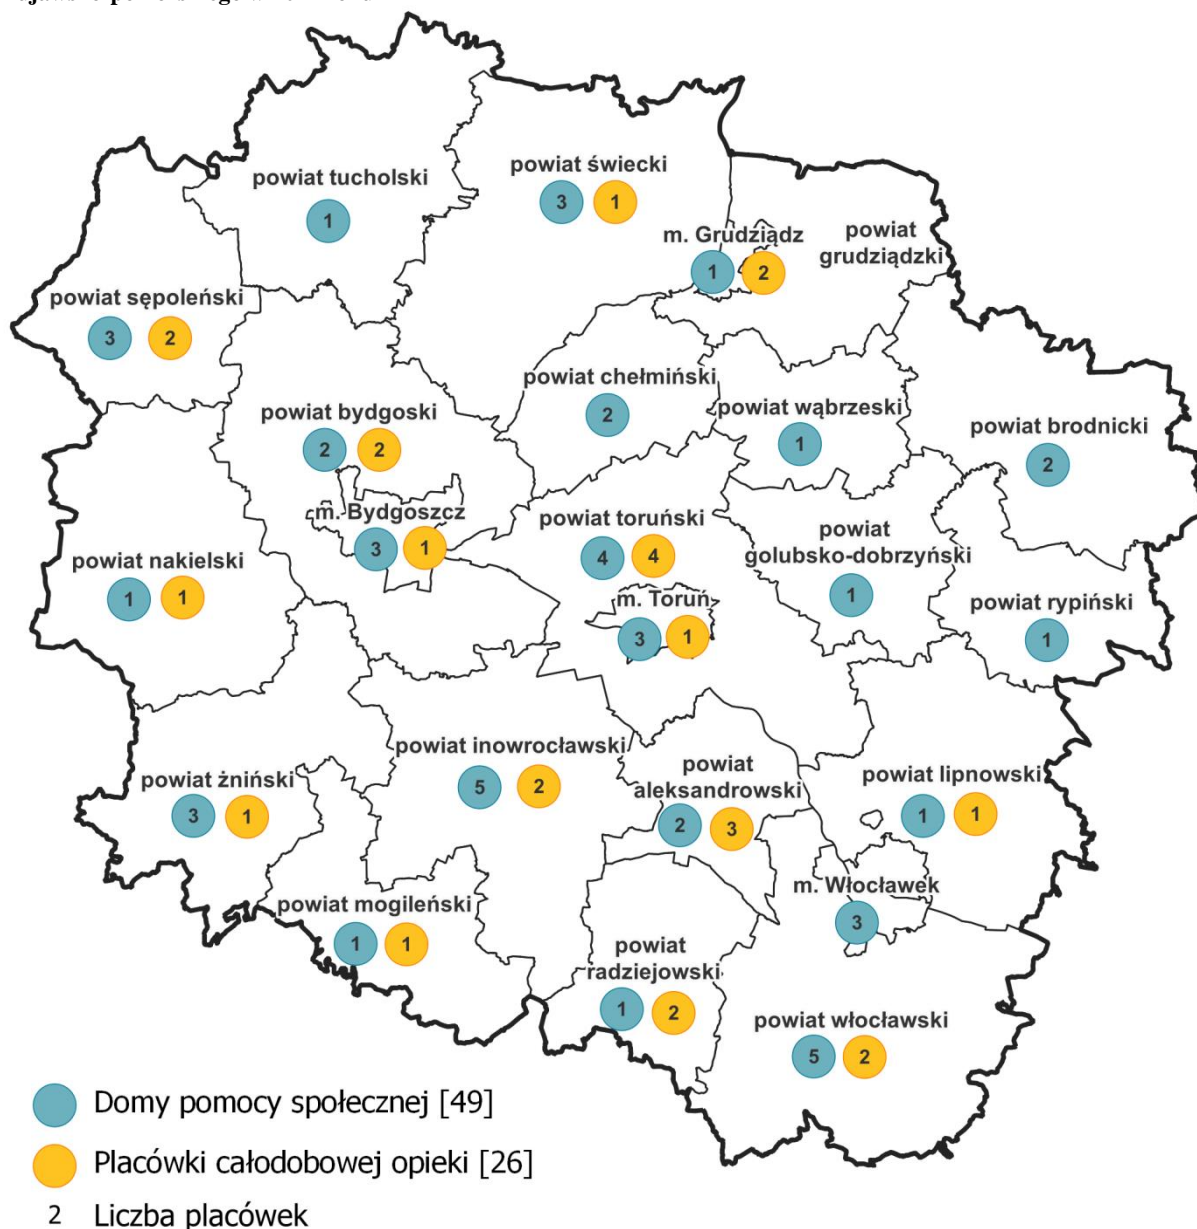 powiat tucholski
1
powiat świecki
3 1
m. Grudziądz
1 2
powiat
grudziądzki
powiat sępoleński
3 2
powiat bydgoski
2 2
powiat chełmiński
2
powiat wąbrzeski
1
powiat brodnicki
2
m. Bydgoszcz
3 1
powiat toruński
4 4
powiat
golubsko-dobrzyński
1
powiat nakielski
1 1
m. Toruń
3 1
powiat rypiński
1
powiat inowrocławski
5 2
powiat żniński
3 1
powiat
aleksandrowski
2 3
powiat lipnowski
1 1
m. Włocławek
3
powiat mogileński
1 1
powiat
radziejowski
1 2
powiat włocławski
5 2
Domy pomocy społecznej [49]
Placówki całodobowej opieki [26]
2 Liczba placówek